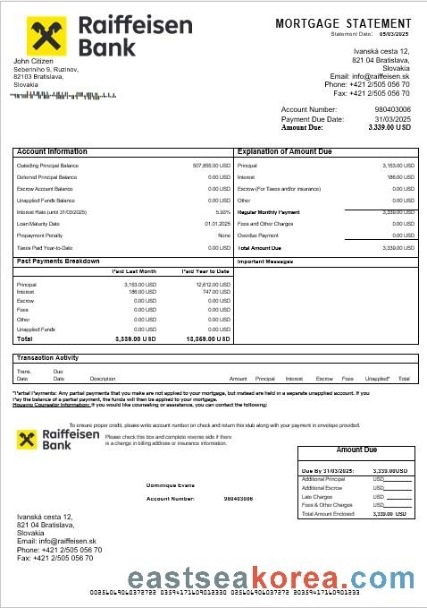 Raiffeisen
Bank
MORTGAGE STATEMENT
Statement Date: 05/03/2025
John Citizen
Seberíniho 9, Ruzinov,
82103 Bratislava,
Slovakia
Ivanská cesta 12,
821 04 Bratislava,
Slovakia
Email: info@raiffeisen.sk
Phone: +421 2/505 056 70
Fax: +421 2/505 056 70
Account Number: 980403006
Payment Due Date: 31/03/2025
Amount Due: 3,339.00 USD
Account Information
Outstding Principal Balance
Deferred Principal Balance 0.00 USD
Escrow Account Balance 0.00 USD
Unapplied Funds Balance 0.00 USD
Interest Rate (until 31/03/2025)
Loan Maturity Date 01.01.2025
Prepayment Penalty None
Taxes Paid Year-to-Date 0.00 USD
Explanation of Amount Due
Principal 3,153.00 USD
Interest 186.00 USD
Escrow (For Taxes and/or Insurance) 0.00 USD
Other 0.00 USD
Regular Monthly Payment 3,339.00 USD
Fees and Other Charges 0.00 USD
Overdue Payment 0.00 USD
Total Amount Due 3,339.00 USD
Past Payments Breakdown
Paid Last Month Paid Year to Date
Principal 3,153.00 USD 12,612.00 USD
Interest 186.00 USD 747.00 USD
Escrow 0.00 USD 0.00 USD
Fees 0.00 USD 0.00 USD
Other 0.00 USD 0.00 USD
Unapplied Funds 0.00 USD 0.00 USD
Total 3,339.00 USD
Important Messages
Transaction Activity
Trans. Date Due Date Description Amount Principal Interest Escrow Fees Unapplied* Total
*Partial Payments: Any partial payments that you make are not applied to your mortgage, but instead are held in a separate unapplied account. If you
pay the balance of a partial payment, the funds will then be applied to your mortgage.
Housing Counselor Information: If you would like counseling or assistance, you can contact the following:
To ensure proper credit, please write account number on check and return this slub along with your payment in envelope provided.
Raiffeisen
Bank
Please check this box and complete reverse side if there
is a change in billing address or insurance information.
Amount Due
Due By 31/03/2025: 3,339.00USD
Additional Principal USD
Additional Escrow USD
Late Charges USD
Fees & Other Charges USD
Total Amount Enclosed 3,339.00 USD
Dominique Evans
Account Number: 980403006
Ivanská cesta 12,
821 04 Bratislava,
Slovakia
Email: info@raiffeisen.sk
Phone: +421 2/505 056 70
Fax: +421 2/505 056 70
eastseakorea.com